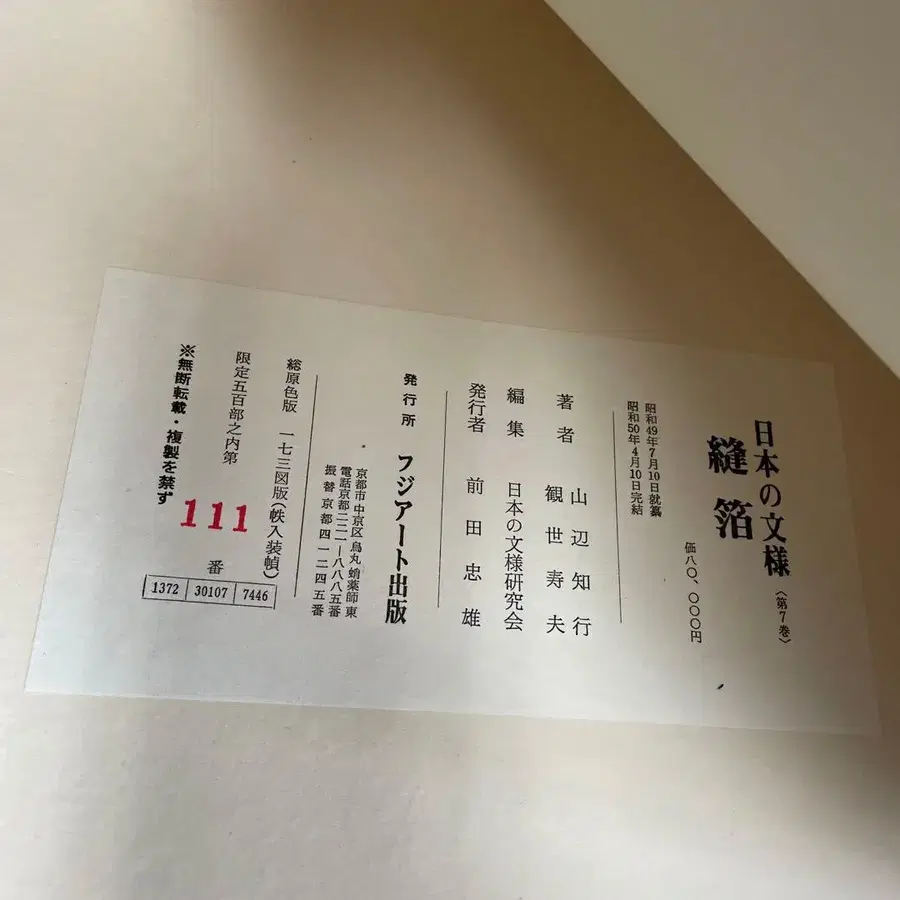 日本の文様〈第7巻〉
縫箔
価八〇、〇〇〇円
昭和49年7月10日就纂
昭和50年4月10日完結
著者 山辺知行
観世寿夫
編集 日本の文様研究会
発行者 前田忠雄
発行所 フジアート出版
京都市中京区烏丸蛸薬師東
電話京都二二一―八八八五番
振替京都四一二四五番
総原色版 一七三図版(帙入装幀)
限定五百部之内第
111
番
※無断転載・複製を禁ず
1372 30107 7446